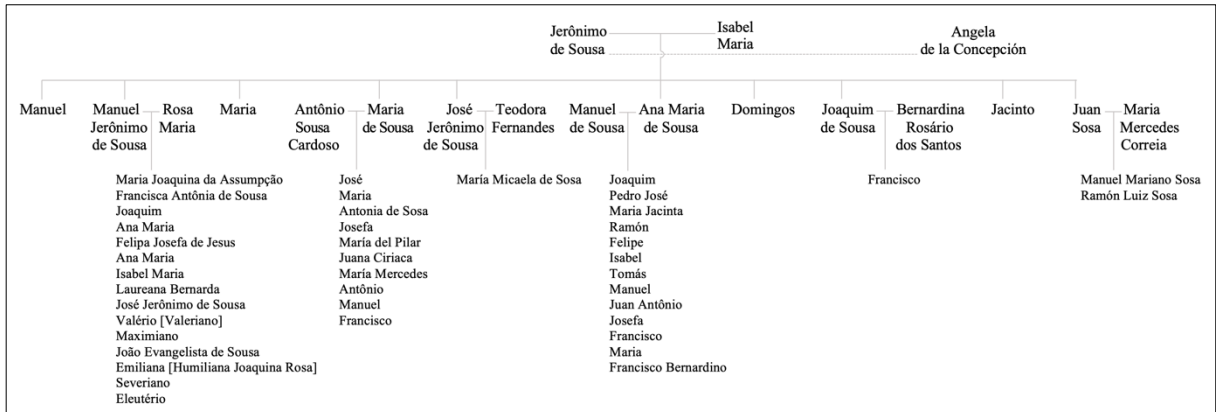 Jerônimo
de Sousa
Isabel
Maria
Angela
de la Concepción
Manuel
Manuel
Jerônimo
de Sousa
Rosa
Maria
Maria
Antônio
Sousa
Cardoso
Maria
de Sousa
José
Jerônimo
de Sousa
Teodora
Fernandes
Manuel
de Sousa
Ana Maria
de Sousa
Domingos
Joaquim
de Sousa
Bernardina
Rosário
dos Santos
Jacinto
Juan
Sosa
Maria
Mercedes
Correia
Maria Joaquina da Assumpção
Francisca Antônia de Sousa
Joaquim
Ana Maria
Felipa Josefa de Jesus
Ana Maria
Isabel Maria
Laureana Bernarda
José Jerônimo de Sousa
Valério [Valeriano]
Maximiano
João Evangelista de Sousa
Emiliana [Humiliana Joaquina Rosa]
Severiano
Eleutério
José
Maria
Antonia de Sosa
Josefa
María del Pilar
Juana Ciriaca
María Mercedes
Antônio
Manuel
Francisco
María Micaela de Sosa
Joaquim
Pedro José
Maria Jacinta
Ramón
Felipe
Isabel
Tomás
Manuel
Juan Antônio
Josefa
Francisco
Maria
Francisco Bernardino
Francisco
Manuel Mariano Sosa
Ramón Luiz Sosa